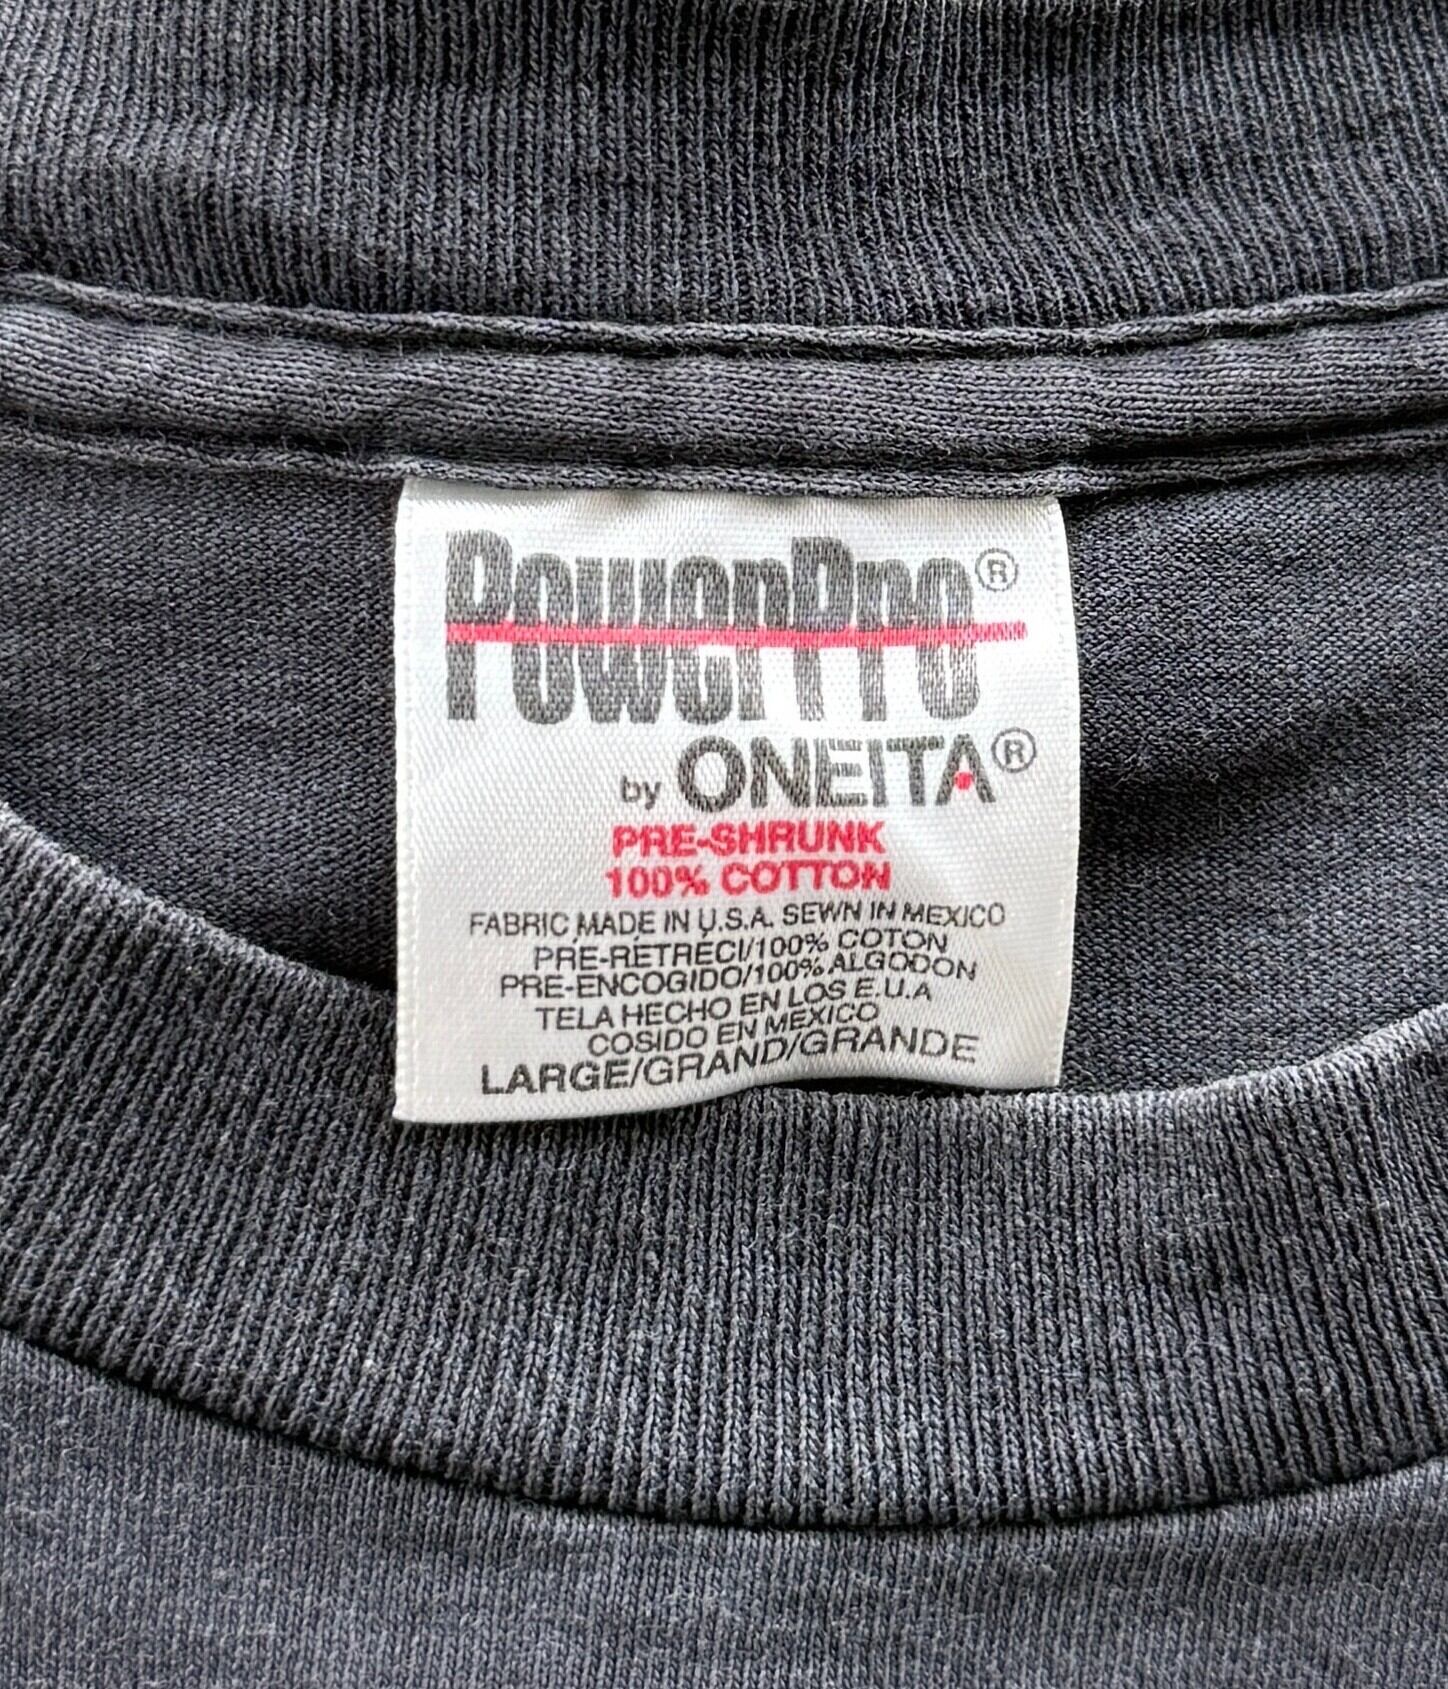 PowerPro®
by ONEITA®
PRE-SHRUNK
100% COTTON
FABRIC MADE IN U.S.A. SEWN IN MEXICO
PRE-RETRECI/100% COTON
PRE-ENCOGIDO/100% ALGODON
TELA HECHO EN LOS E.U.A
COSIDO EN MEXICO
LARGE/GRAND/GRANDE